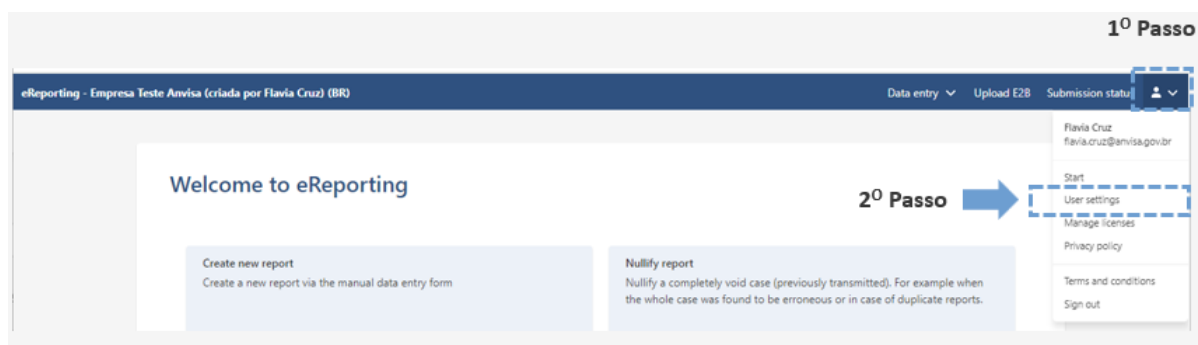 1º Passo
eReporting - Empresa Teste Anvisa (criada por Flavia Cruz) (BR) Data entry Upload E2B Submission status
Flavia Cruz
flavia.cruz@anvisa.gov.br
Welcome to eReporting
Start
2º Passo
User settings
Manage licenses
Privacy policy
Create new report
Create a new report via the manual data entry form
Nullify report
Nullify a completely void case (previously transmitted). For example when
the whole case was found to be erroneous or in case of duplicate reports.
Terms and conditions
Sign out